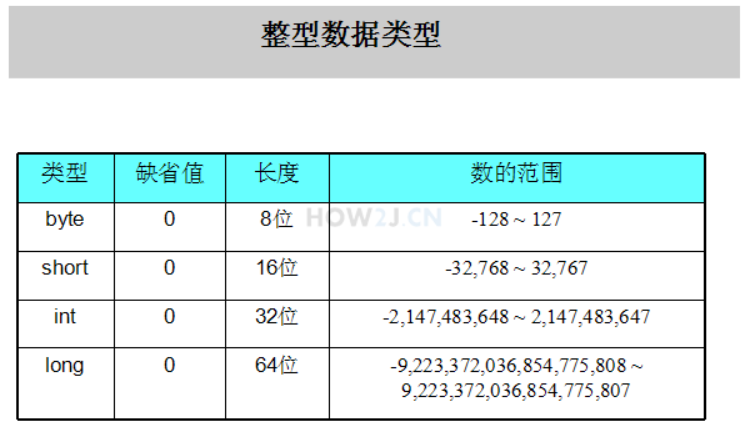 整型数据类型
类型 缺省值 长度 数的范围
byte 0 8位 HOW2J.CN -128 ~ 127
short 0 16位 -32,768 ~ 32,767
int 0 32位 -2,147,483,648 ~ 2,147,483,647
long 0 64位 -9,223,372,036,854,775,808 ~
9,223,372,036,854,775,807